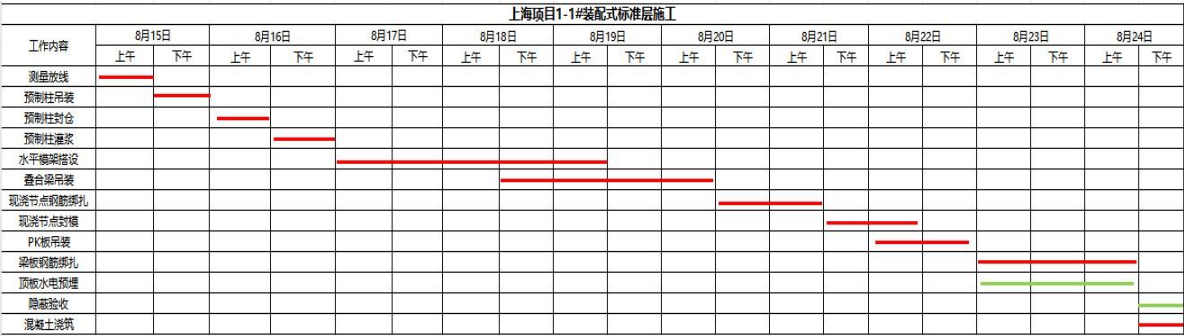 上海项目1-1#装配式标准层施工
工作内容 8月15日 8月16日 8月17日 8月18日 8月19日 8月20日 8月21日 8月22日 8月23日 8月24日
上午 下午 上午 下午 上午 下午 上午 下午 上午 下午 上午 下午 上午 下午 上午 下午 上午 下午 上午 下午
测量放线
预制柱吊装
预制柱封仓
预制柱灌浆
水平模架搭设
叠合梁吊装
现浇节点钢筋绑扎
现浇节点封模
PK板吊装
梁板钢筋绑扎
顶板水电预埋
隐蔽验收
混凝土浇筑